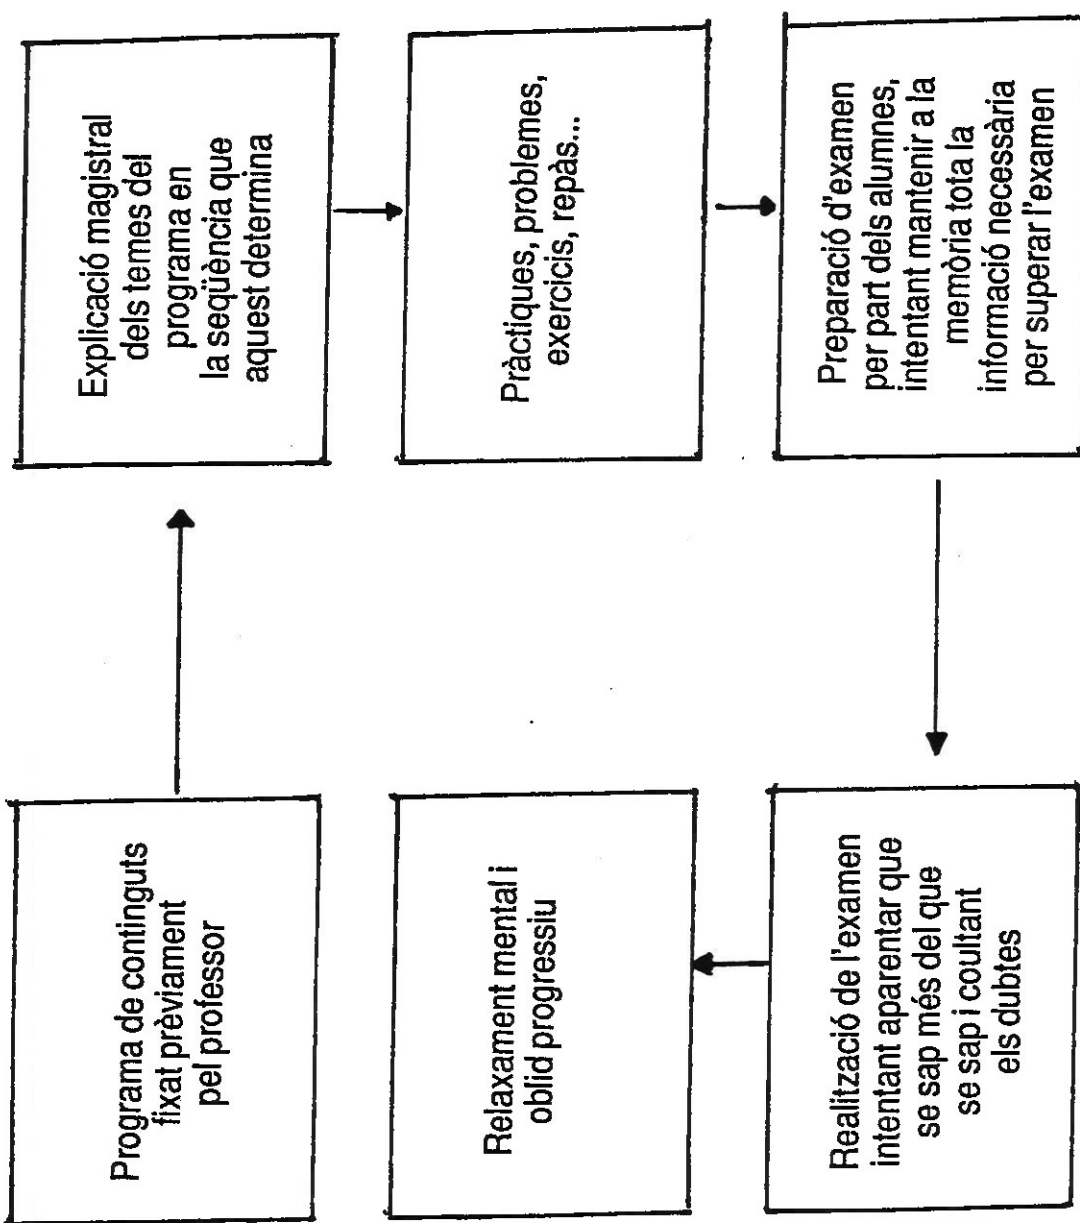 Programa de continguts
fixat prèviament
pel professor
Explicació magistral
dels temes del
programa en
la seqüència que
aquest determina
Pràctiques, problemes,
exercicis, repàs...
Preparació d'examen
per part dels alumnes,
intentant mantenir a la
memòria tota la
informació necessària
per superar l'examen
Realització de l'examen
intentant aparentar que
se sap més del que
se sap i coultant
els dubtes
Relaxament mental i
oblid progressiu